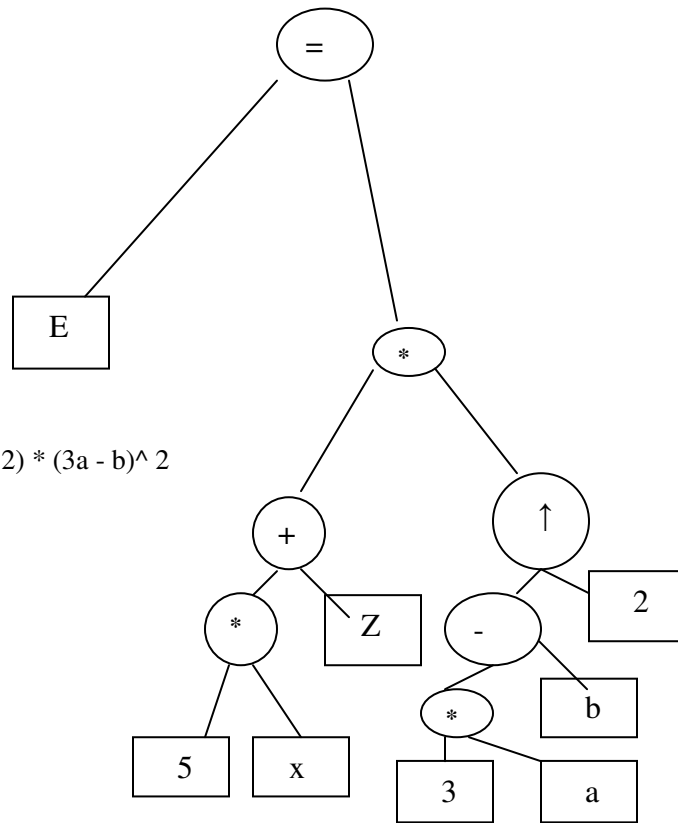 =
E
*
2) * (3a - b)^ 2
+ ↑
* Z - 2
* b
5 x 3 a